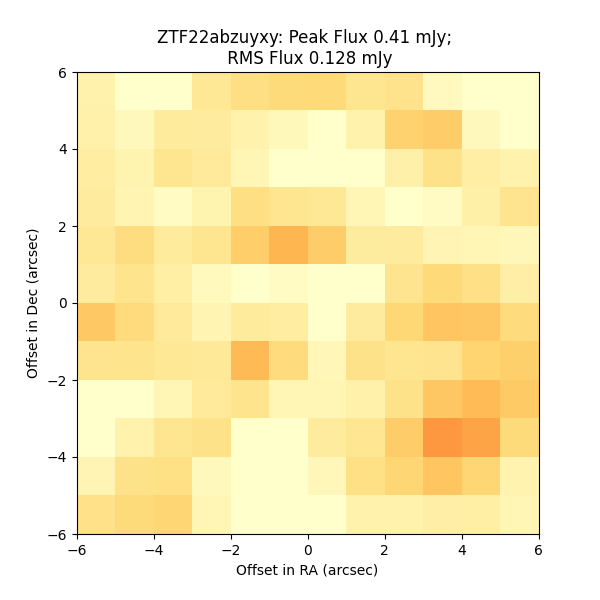 ZTF22abzuyxy: Peak Flux 0.41 mJy;
RMS Flux 0.128 mJy
6
4
2
0
−2
−4
−6
Offset in Dec (arcsec)
−6 −4 −2 0 2 4 6
Offset in RA (arcsec)